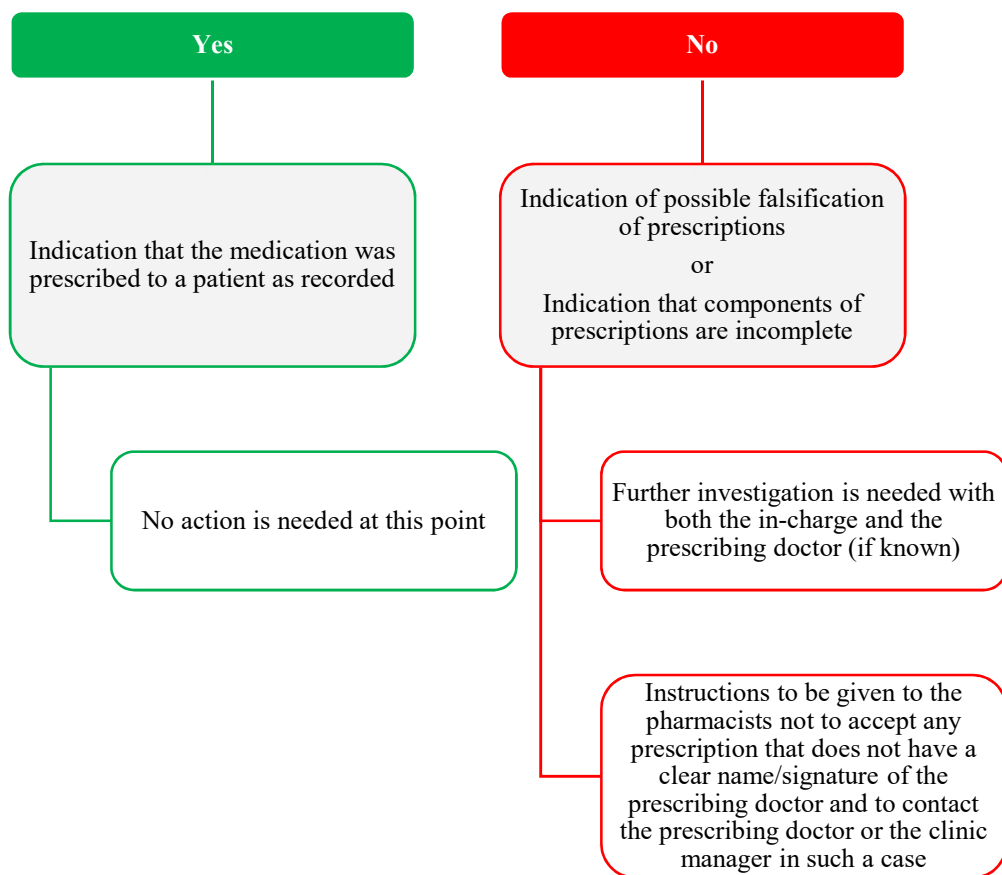 Yes
No
Indication that the medication was
prescribed to a patient as recorded
Indication of possible falsification
of prescriptions
or
Indication that components of
prescriptions are incomplete
No action is needed at this point
Further investigation is needed with
both the in-charge and the
prescribing doctor (if known)
Instructions to be given to the
pharmacists not to accept any
prescription that does not have a
clear name/signature of the
prescribing doctor and to contact
the prescribing doctor or the clinic
manager in such a case